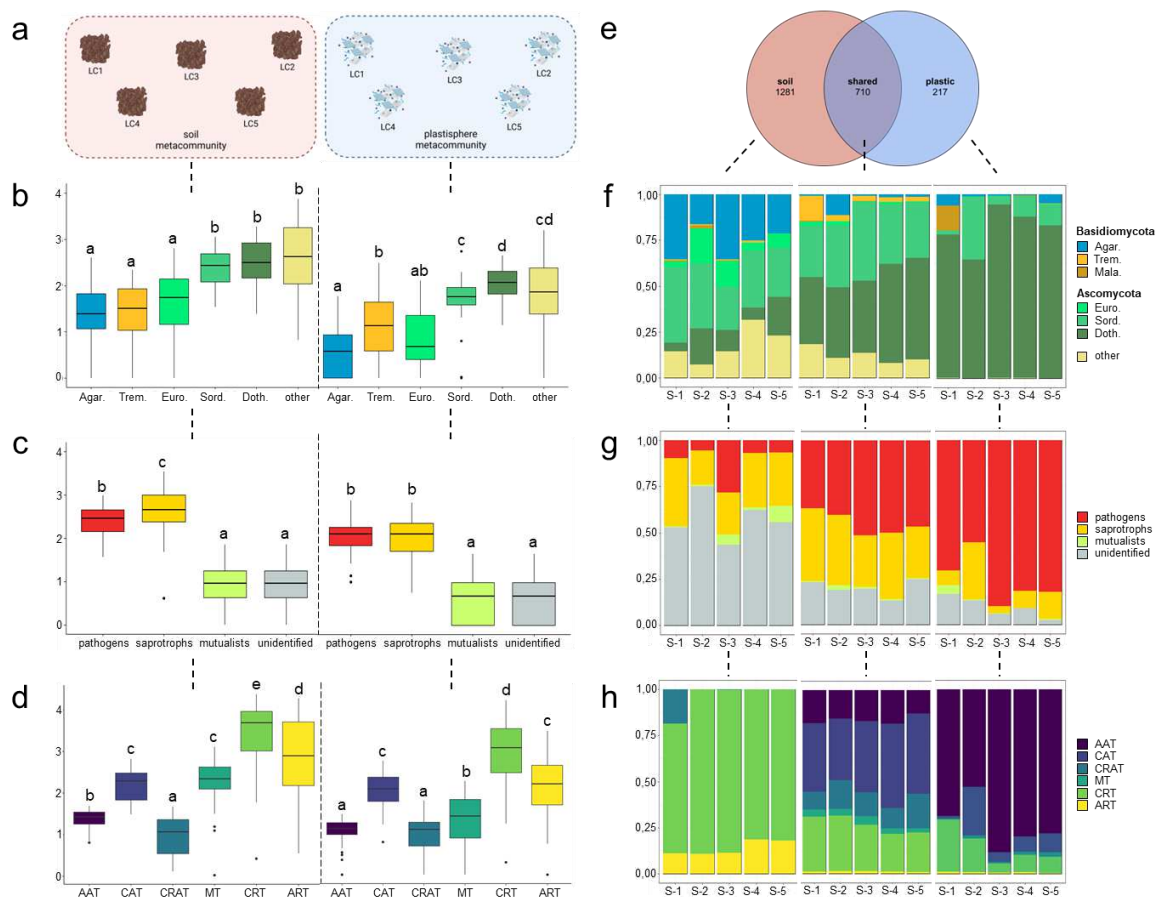 a
LC1
LC3
LC2
LC4
LC5
soil
metacommunity
LC1
LC3
LC2
LC4
LC5
plastisphere
metacommunity
b
4
3
2
1
0
a a a b b b
Agar. Trem. Euro. Sord. Doth. other
a b ab c d cd
Agar. Trem. Euro. Sord. Doth. other
c
4
3
2
1
0
b c a a
pathogens saprotrophs mutualists unidentified
b b a a
pathogens saprotrophs mutualists unidentified
d
4
3
2
1
0
b c a c e d
AAT CAT CRAT MT CRT ART
a c a b d c
AAT CAT CRAT MT CRT ART
e
soil
1281
shared
710
plastic
217
f
1,00
0,75
0,50
0,25
0,00
S-1 S-2 S-3 S-4 S-5
S-1 S-2 S-3 S-4 S-5
S-1 S-2 S-3 S-4 S-5
Basidiomycota
Agar.
Trem.
Mala.
Ascomycota
Euro.
Sord.
Doth.
other
g
1,00
0,75
0,50
0,25
0,00
S-1 S-2 S-3 S-4 S-5
S-1 S-2 S-3 S-4 S-5
S-1 S-2 S-3 S-4 S-5
pathogens
saprotrophs
mutualists
unidentified
h
1,00
0,75
0,50
0,25
0,00
S-1 S-2 S-3 S-4 S-5
S-1 S-2 S-3 S-4 S-5
S-1 S-2 S-3 S-4 S-5
AAT
CAT
CRAT
MT
CRT
ART